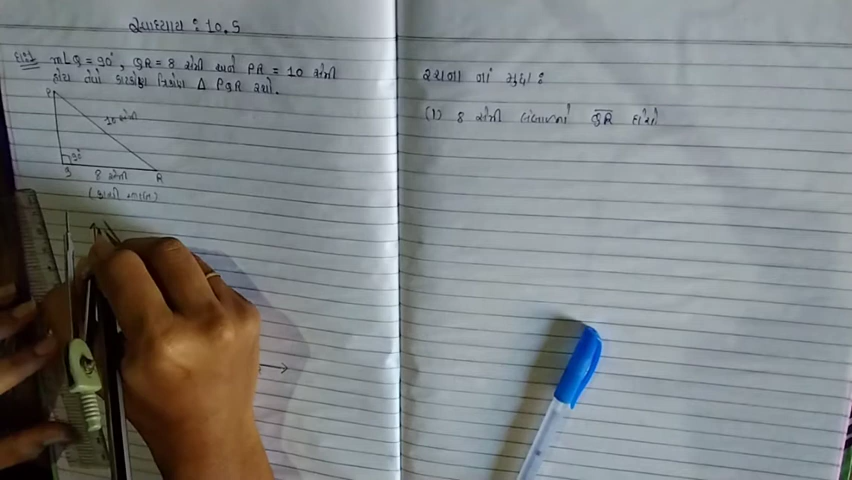 સ્વાધ્યાય : 10.5
દા:1 m∠Q = 90°, QR = 8 સેમી અને PR = 10 સેમી
હોય તેવો કાટકોણ ત્રિકોણ Δ PQR રચો.
P
10 સેમી
90°
Q 8 સેમી R
(કાચી આકૃતિ)
રચના નાં મુદ્દા :
(1) 8 સેમી લંબાઈનાં QR દોરો